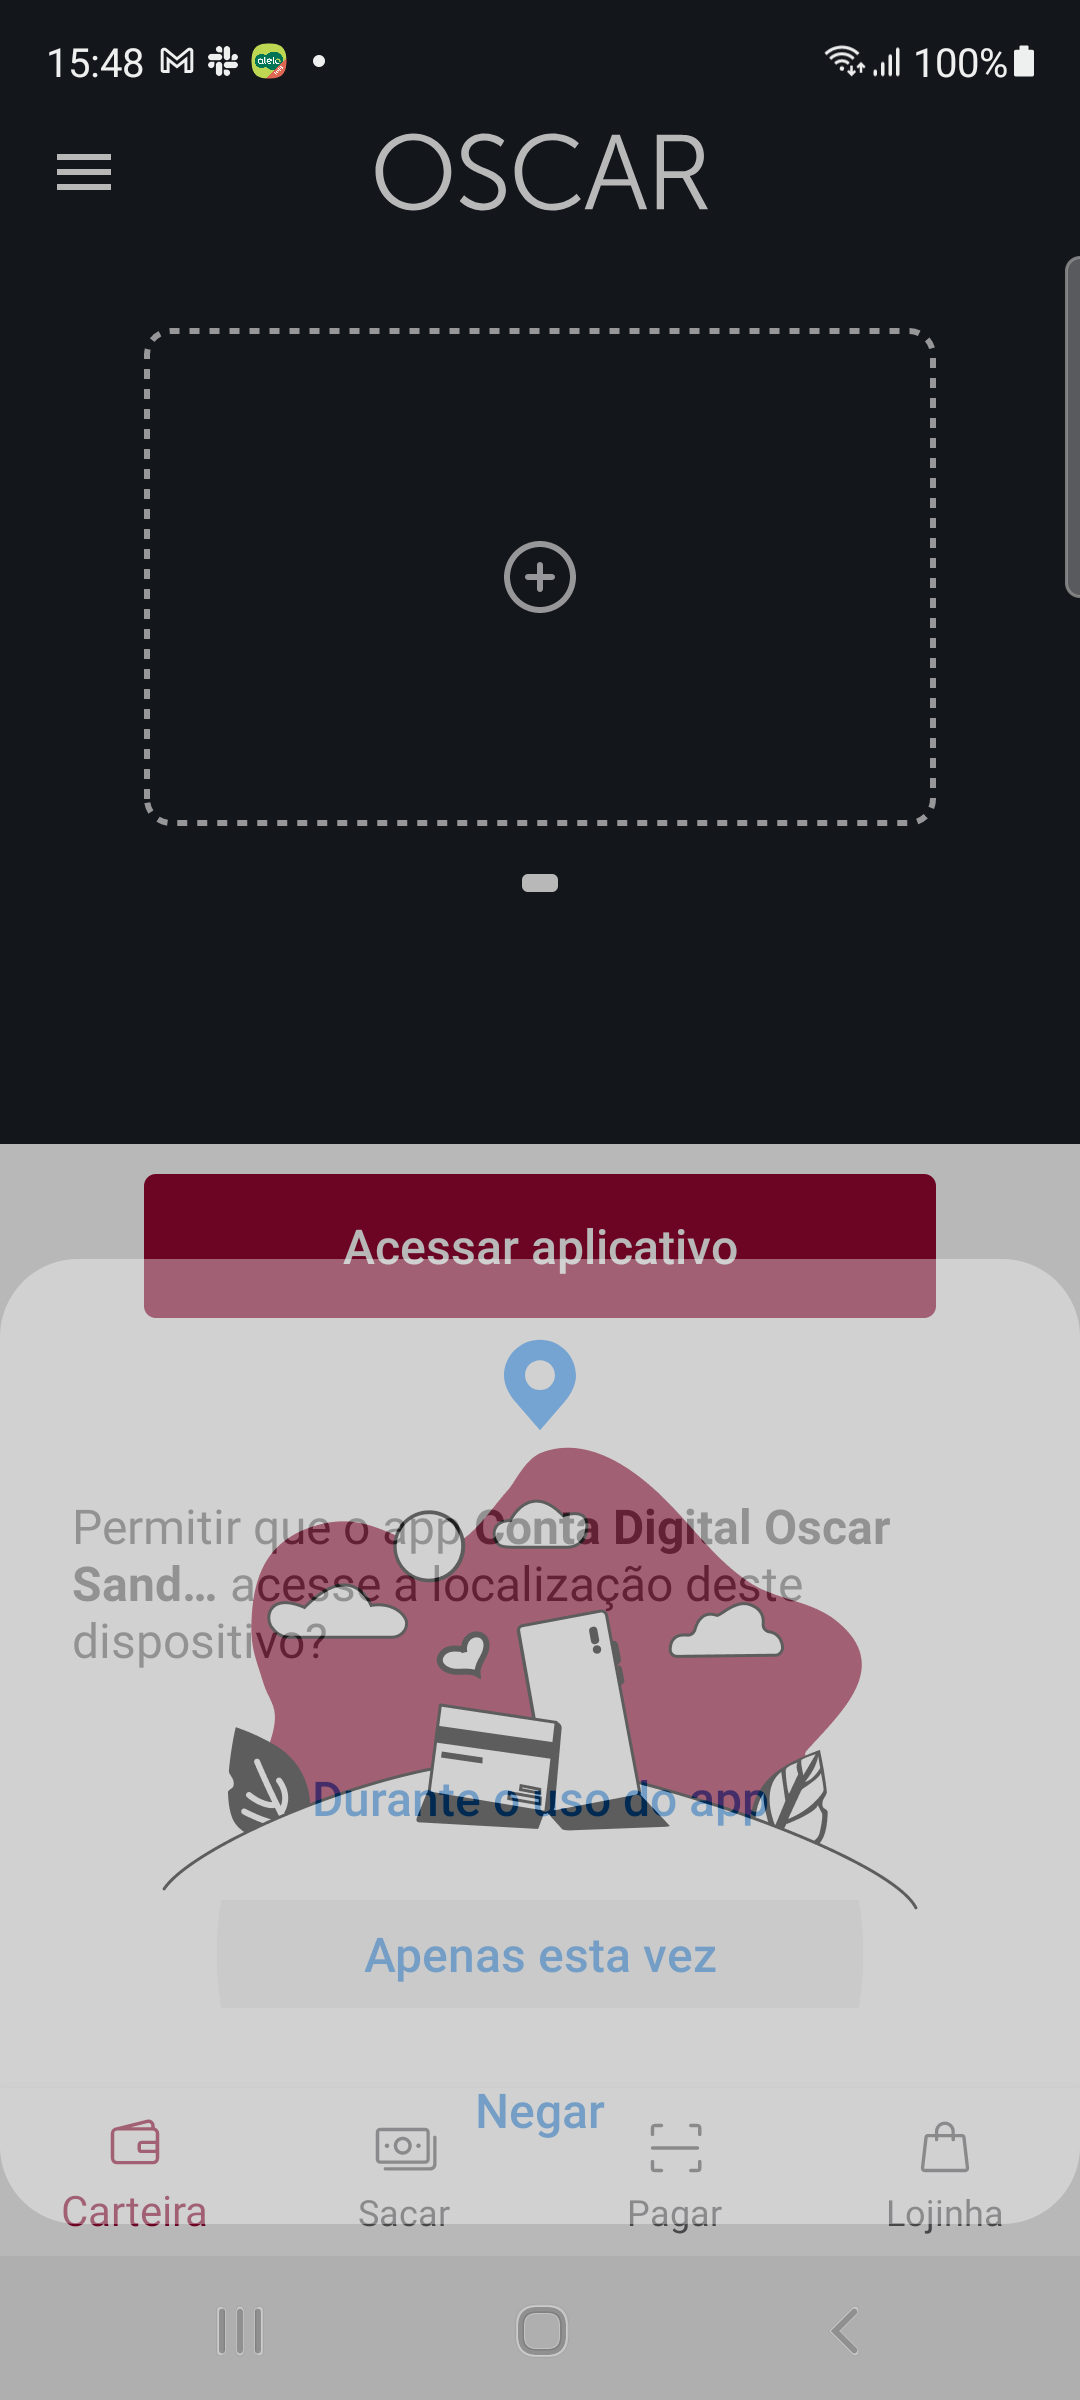 15:48
alelo
100%
OSCAR
Acessar aplicativo
Permitir que o app Conta Digital Oscar
Sand... acesse a localização deste
dispositivo?
Durante o uso do app
Apenas esta vez
Negar
Carteira
Sacar
Pagar
Lojinha